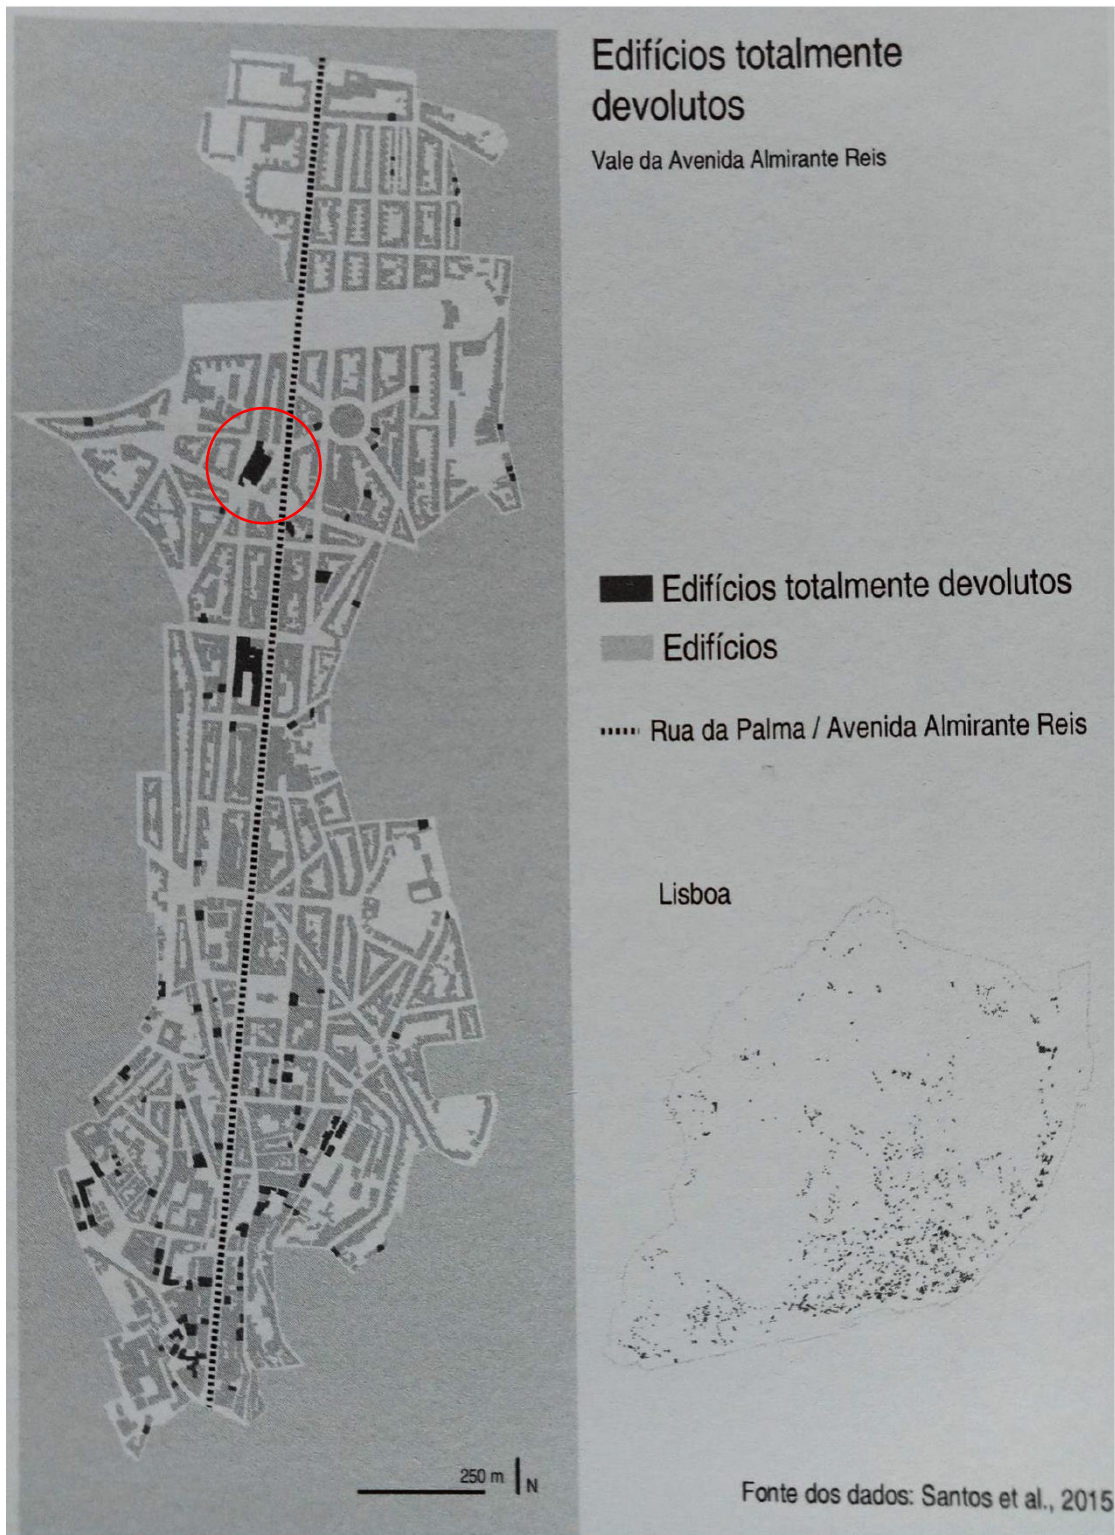 Edifícios totalmente
devolutos
Vale da Avenida Almirante Reis
Edifícios totalmente devolutos
Edifícios
Rua da Palma / Avenida Almirante Reis
Lisboa
250 m
N
Fonte dos dados: Santos et al., 2015